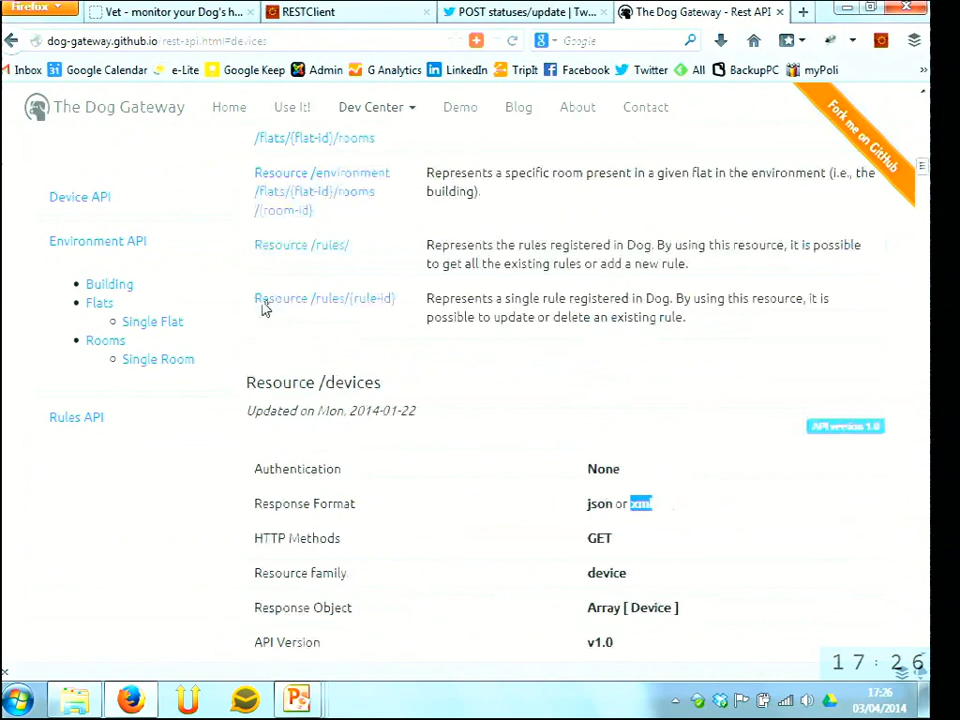 Firefox
Vet - monitor your Dog's h...
RESTClient
POST statuses/update | Tw...
The Dog Gateway - Rest API
dog-gateway.github.io/rest-api.html#devices
Google
Inbox
Google Calendar
e-Lite
Google Keep
Admin
G Analytics
LinkedIn
TripIt
Facebook
Twitter
All
BackupPC
myPoli
The Dog Gateway
Home
Use It!
Dev Center
Demo
Blog
About
Contact
Fork me on GitHub
Device API
Environment API
Building
Flats
Single Flat
Rooms
Single Room
Rules API
/flats/{flat-id}/rooms
Resource /environment
/flats/{flat-id}/rooms
/{room-id}
Represents a specific room present in a given flat in the environment (i.e., the
building).
Resource /rules/
Represents the rules registered in Dog. By using this resource, it is possible
to get all the existing rules or add a new rule.
Resource /rules/{rule-id}
Represents a single rule registered in Dog. By using this resource, it is
possible to update or delete an existing rule.
Resource /devices
Updated on Mon, 2014-01-22
API version 1.0
Authentication None
Response Format json or xml
HTTP Methods GET
Resource family device
Response Object Array [ Device ]
API Version v1.0
17:26
17:26
03/04/2014